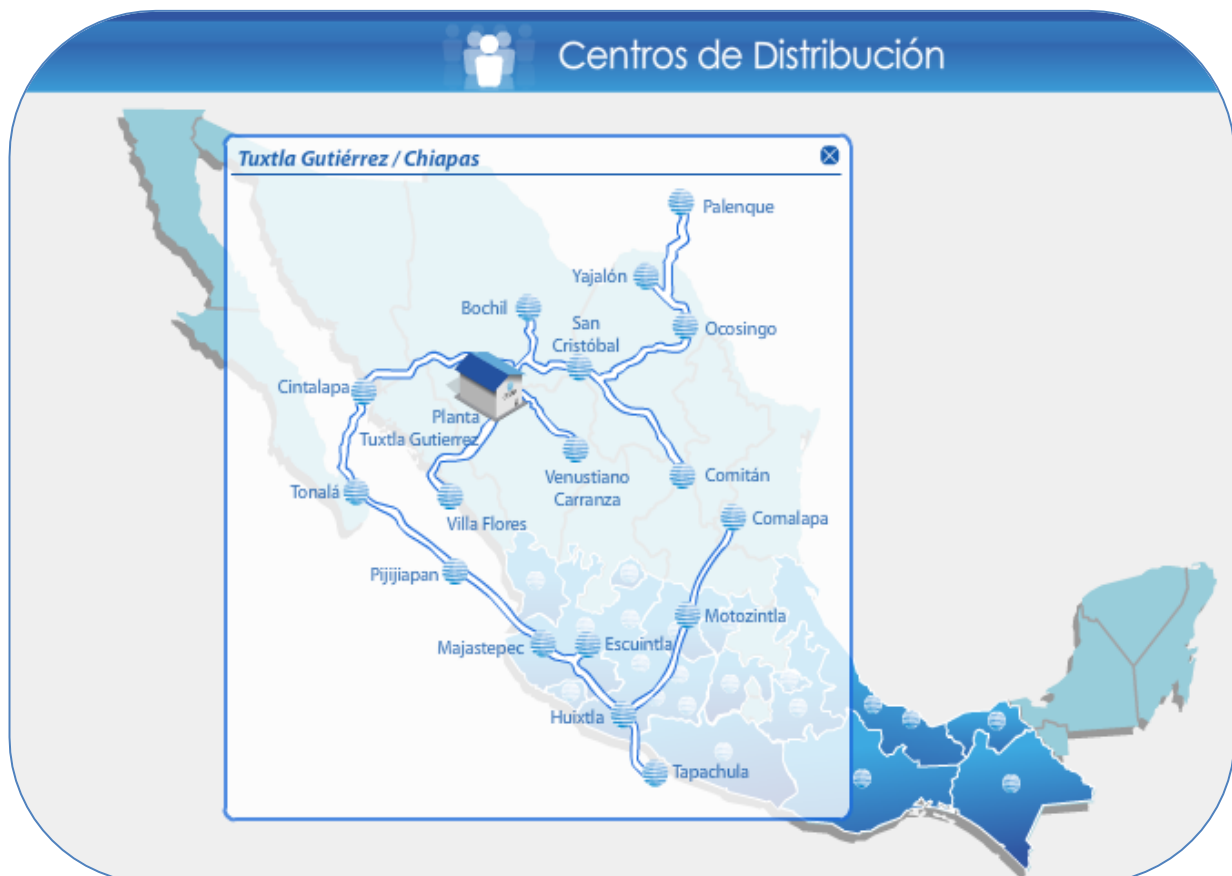 Centros de Distribución
Tuxtla Gutiérrez / Chiapas
Palenque
Yajalón
Bochil
San
Cristóbal
Ocosingo
Cintalapa
Planta
Tuxtla Gutierrez
Venustiano
Carranza
Comitán
Tonalá
Villa Flores
Comalapa
Pijijiapan
Motozintla
Majastepec
Escuintla
Huixtla
Tapachula